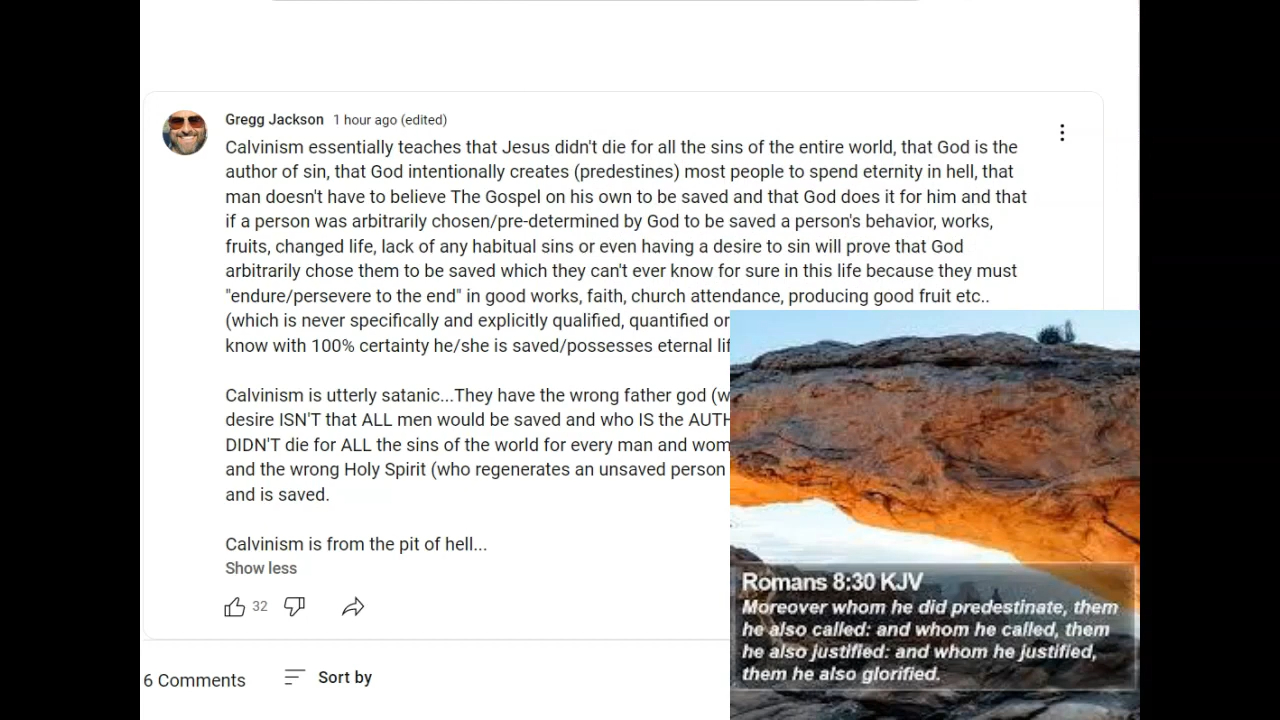 Gregg Jackson 1 hour ago (edited)
Calvinism essentially teaches that Jesus didn't die for all the sins of the entire world, that God is the
author of sin, that God intentionally creates (predestines) most people to spend eternity in hell, that
man doesn't have to believe The Gospel on his own to be saved and that God does it for him and that
if a person was arbitrarily chosen/pre-determined by God to be saved a person's behavior, works,
fruits, changed life, lack of any habitual sins or even having a desire to sin will prove that God
arbitrarily chose them to be saved which they can't ever know for sure in this life because they must
"endure/persevere to the end" in good works, faith, church attendance, producing good fruit etc..
(which is never specifically and explicitly qualified, quantified or
know with 100% certainty he/she is saved/possesses eternal
Calvinism is utterly satanic...They have the wrong father god
desire ISN'T that ALL men would be saved and who IS the
DIDN'T die for ALL the sins of the world for every man and
and the wrong Holy Spirit (who regenerates an unsaved person
and is saved.
Calvinism is from the pit of hell...
Show less
32
6 Comments Sort by
Romans 8:30 KJV
Moreover whom he did predestinate, them
he also called: and whom he called, them
he also justified: and whom he justified,
them he also glorified.